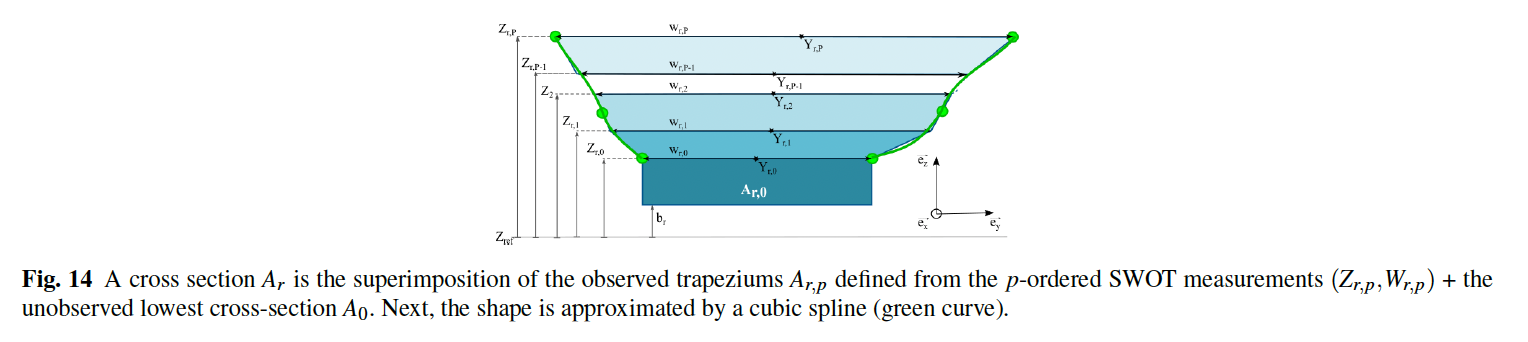 Z_{r,P} W_{r,P} Y_{r,P}
Z_{r,P-1} W_{r,P-1} Y_{r,P-1}
Z_2 W_{r,2} Y_{r,2}
Z_{r,1} W_{r,1} Y_{r,1}
Z_{r,0} W_{r,0} Y_{r,0}
A_{r,0}
b_r
Z_{ref}
e_z
e_x e_y
Fig. 14 A cross section A_r is the superimposition of the observed trapeziums A_{r,p} defined from the p-ordered SWOT measurements (Z_{r,p}, W_{r,p}) + the
unobserved lowest cross-section A_0. Next, the shape is approximated by a cubic spline (green curve).